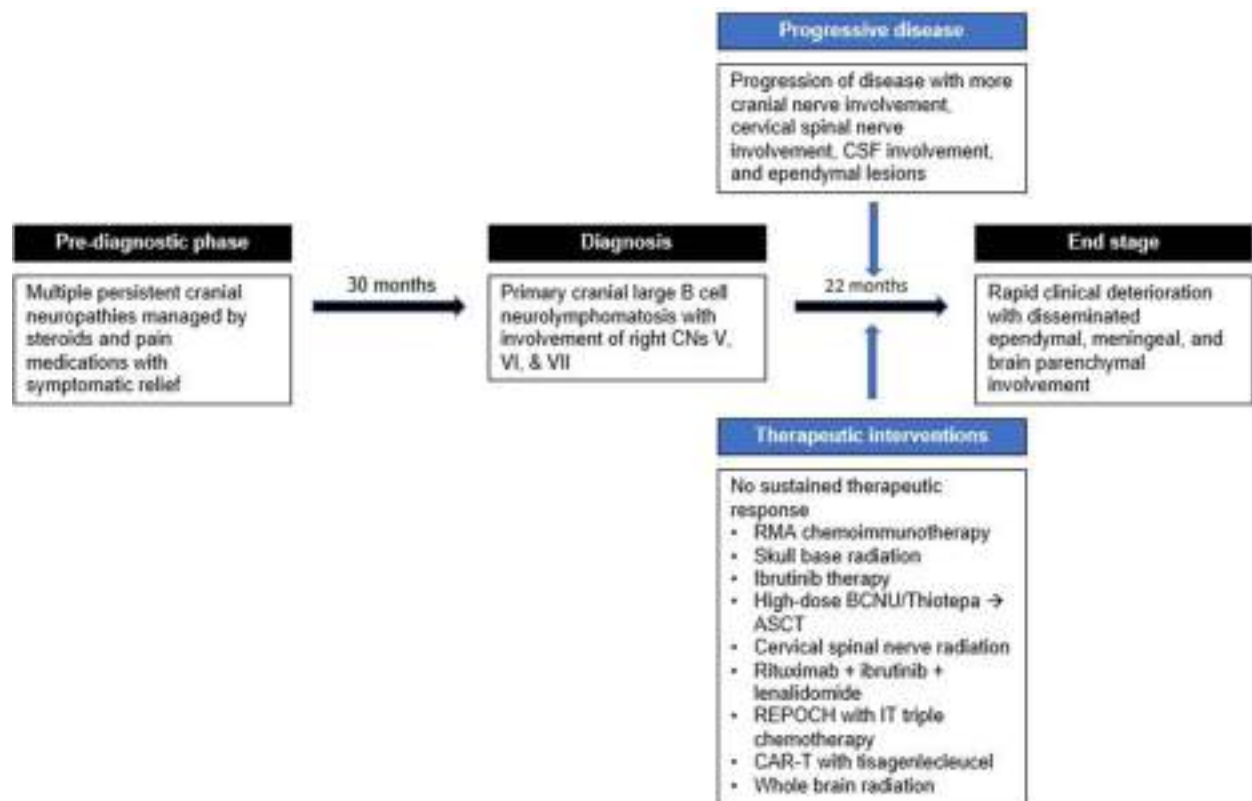 Progressive disease
Progression of disease with more
cranial nerve involvement,
cervical spinal nerve
involvement, CSF involvement,
and ependymal lesions
Pre-diagnostic phase
Multiple persistent cranial
neuropathies managed by
steroids and pain
medications with
symptomatic relief
30 months
Diagnosis
Primary cranial large B cell
neurolymphomatosis with
involvement of right CNs V,
VI, & VII
22 months
End stage
Rapid clinical deterioration
with disseminated
ependymal, meningeal, and
brain parenchymal
involvement
Therapeutic interventions
No sustained therapeutic
response
• RMA chemoimmunotherapy
• Skull base radiation
• Ibrutinib therapy
• High-dose BCNU/Thiotepa →
ASCT
• Cervical spinal nerve radiation
• Rituximab + ibrutinib +
lenalidomide
• REPOCH with IT triple
chemotherapy
• CAR-T with tisagenlecleucel
• Whole brain radiation